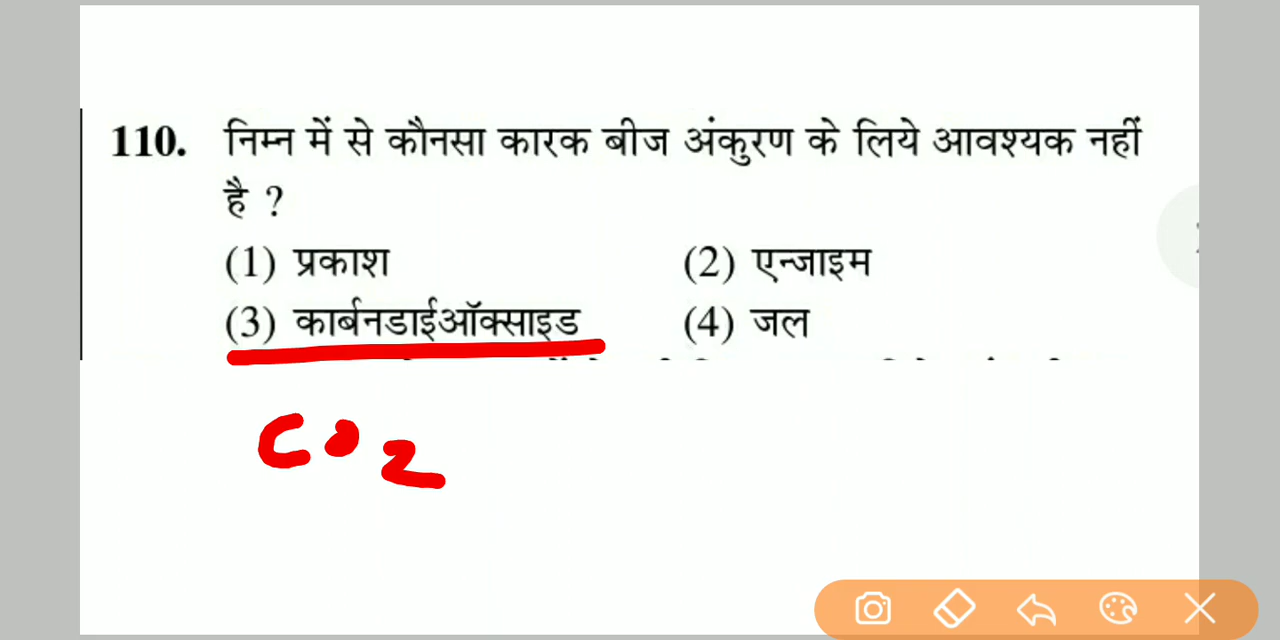 110. निम्न में से कौनसा कारक बीज अंकुरण के लिये आवश्यक नहीं
है ?
(1) प्रकाश (2) एन्जाइम
(3) कार्बनडाईऑक्साइड (4) जल
CO2